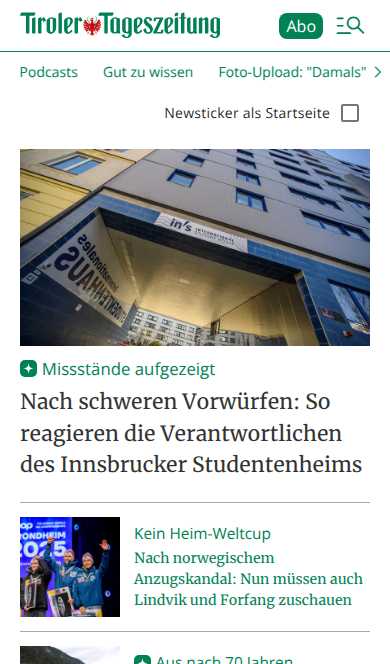 Tiroler Tageszeitung
Abo
Podcasts Gut zu wissen Foto-Upload: "Damals"
Newsticker als Startseite
in's INTERNATIONAL
STUDENTENHAUS
Missstände aufgezeigt
Nach schweren Vorwürfen: So
reagieren die Verantwortlichen
des Innsbrucker Studentenheims
Kein Heim-Weltcup
Nach norwegischem
Anzugskandal: Nun müssen auch
Lindvik und Forfang zuschauen
Aus nach 70 Jahren